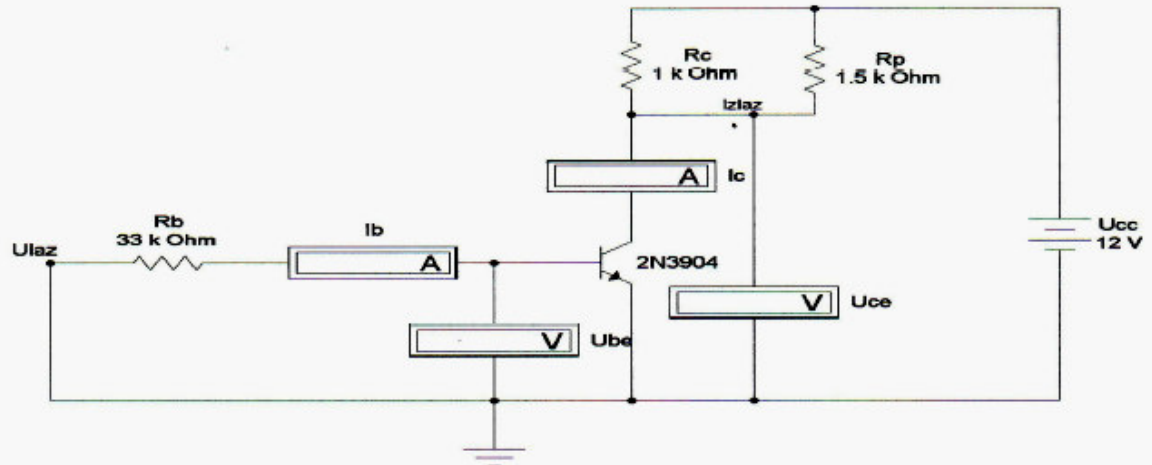 Rc
1 k Ohm
Rp
1.5 k Ohm
Izlaz
A
Ic
Rb
33 k Ohm
Ib
Ulaz
A
2N3904
Ucc
12 V
V
Uce
V
Ube